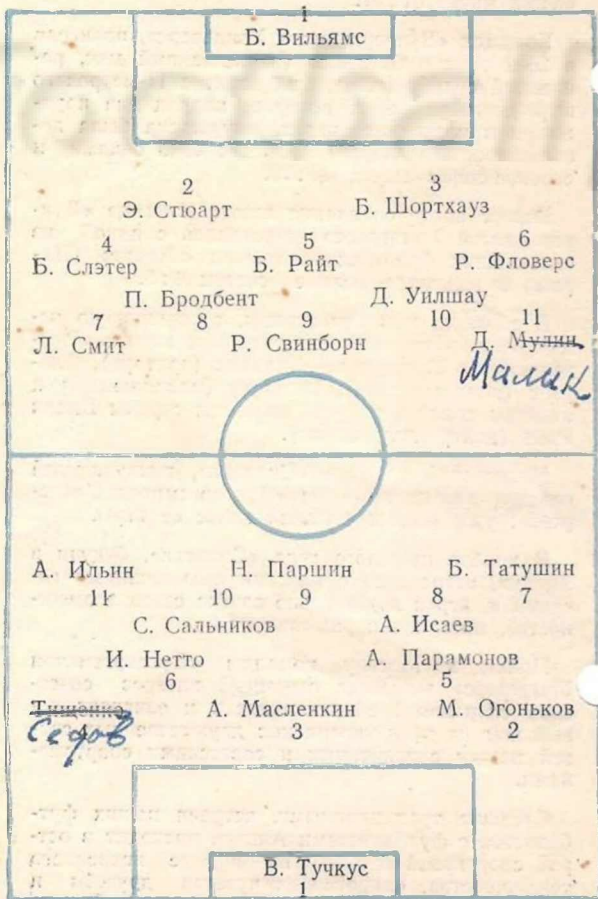 1
Б. Вильямс
2 3
Э. Стюарт Б. Шортхауз
4 5 6
Б. Слэтер Б. Райт Р. Фловерс
П. Бродбент Д. Уилшау
7 8 9 10 11
Л. Смит Р. Свинборн Д. Мулин
Малик
А. Ильин Н. Паршин Б. Татушин
11 10 9 8 7
С. Сальников А. Исаев
И. Нетто А. Парамонов
6 5
Тищенко А. Масленкин М. Огоньков
Седов
4 3 2
В. Тучкус
1